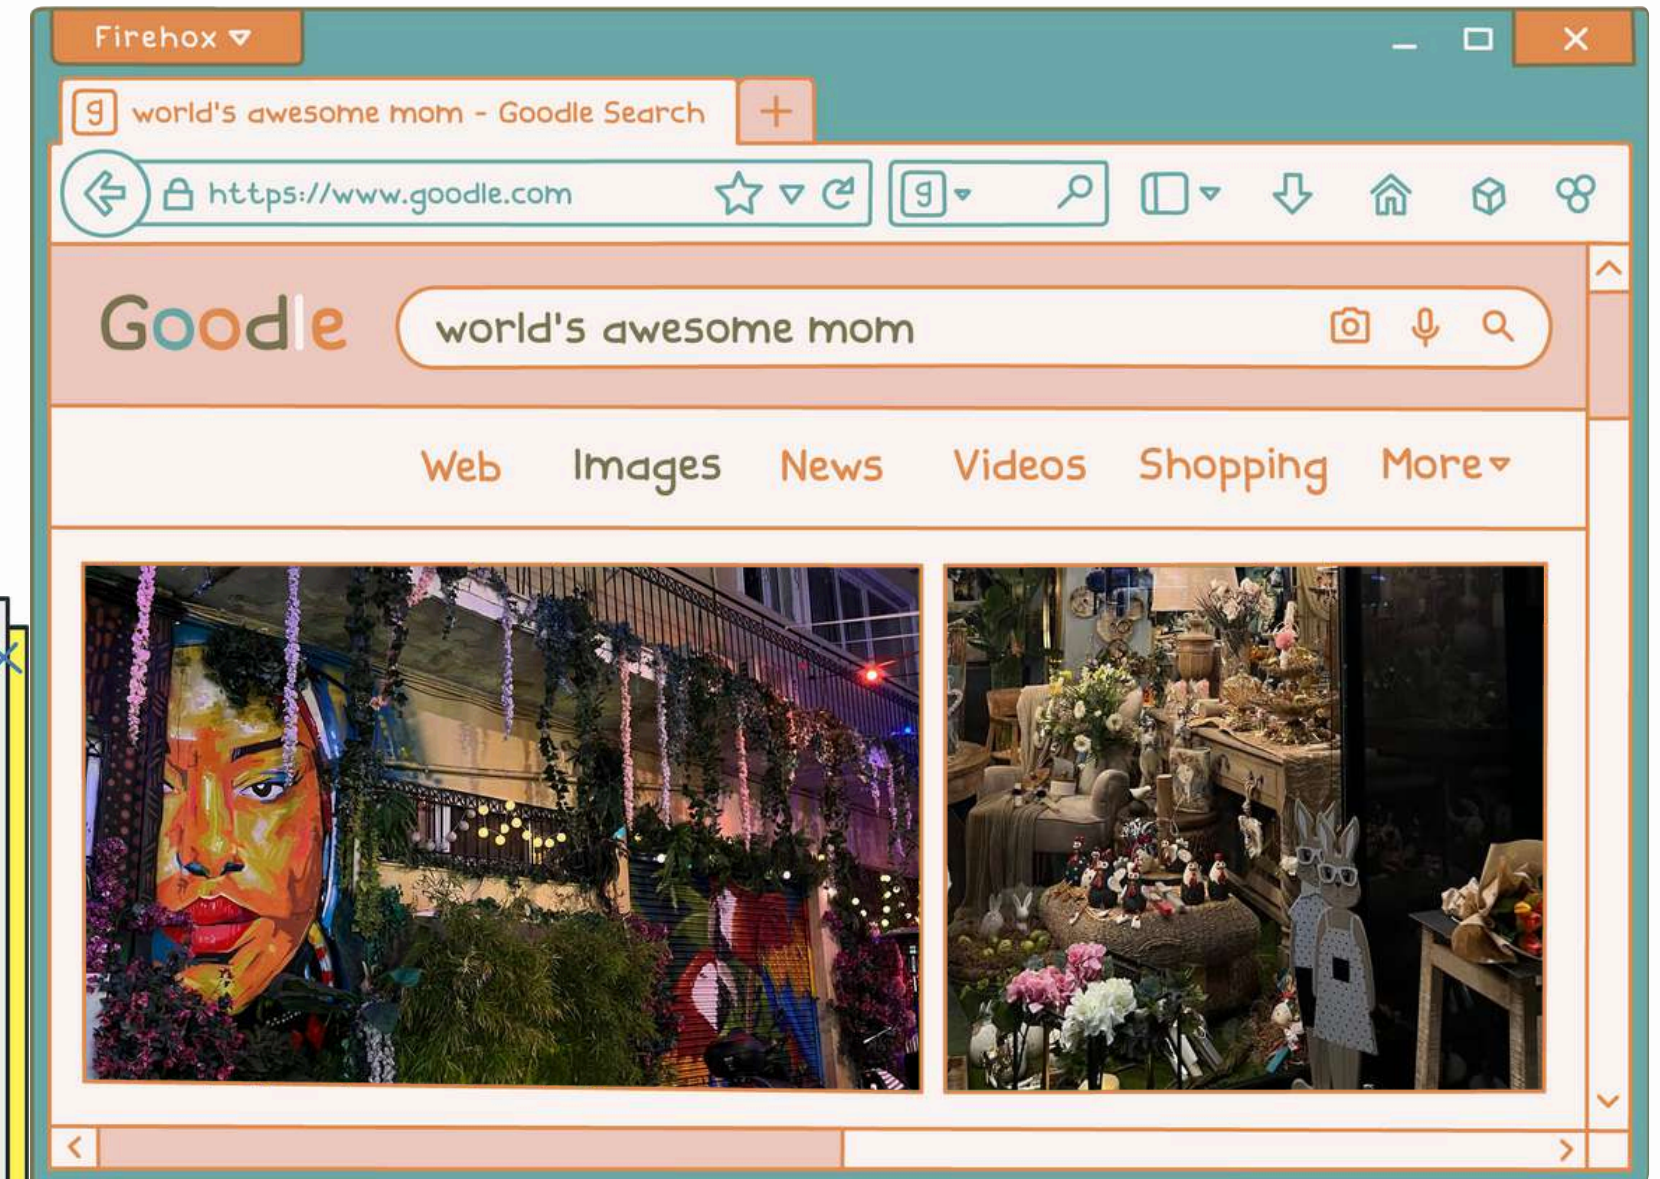 Firehox
g world's awesome mom - Goodle Search
https://www.goodle.com g
Goodle world's awesome mom
Web Images News Videos Shopping More